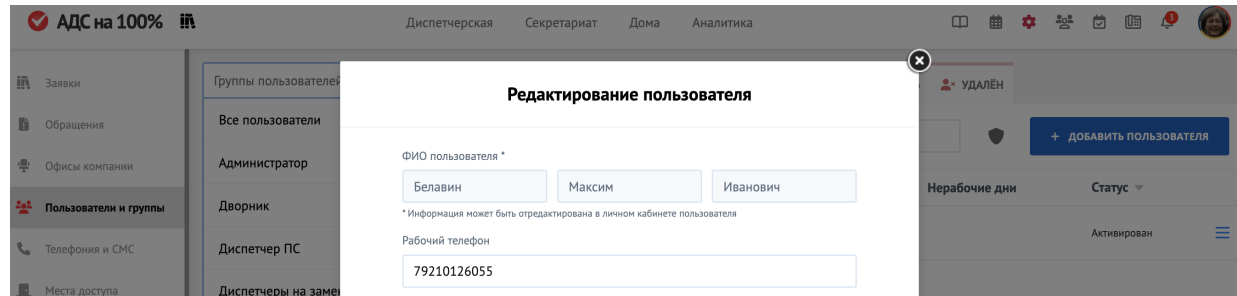 АДС на 100%
Диспетчерская Секретариат Дома Аналитика
3
Заявки
Обращения
Офисы компании
Пользователи и группы
Телефония и СМС
Места доступа
Группы пользователей
Все пользователи
Администратор
Дворник
Диспетчер ПС
Диспетчеры на
Редактирование пользователя
ФИО пользователя *
Белавин Максим Иванович
* Информация может быть отредактирована в личном кабинете пользователя
Рабочий телефон
79210126055
УДАЛЁН
+ ДОБАВИТЬ ПОЛЬЗОВАТЕЛЯ
Нерабочие дни Статус
Активирован